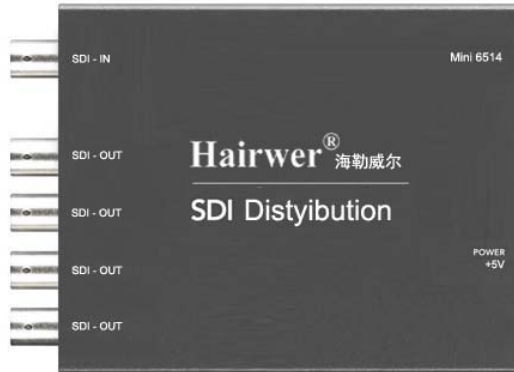 SDI - IN
Mini 6514
SDI - OUT
Hairwer® 海勒威尔
SDI - OUT
SDI Distyibution
SDI - OUT
POWER
+5V
SDI - OUT